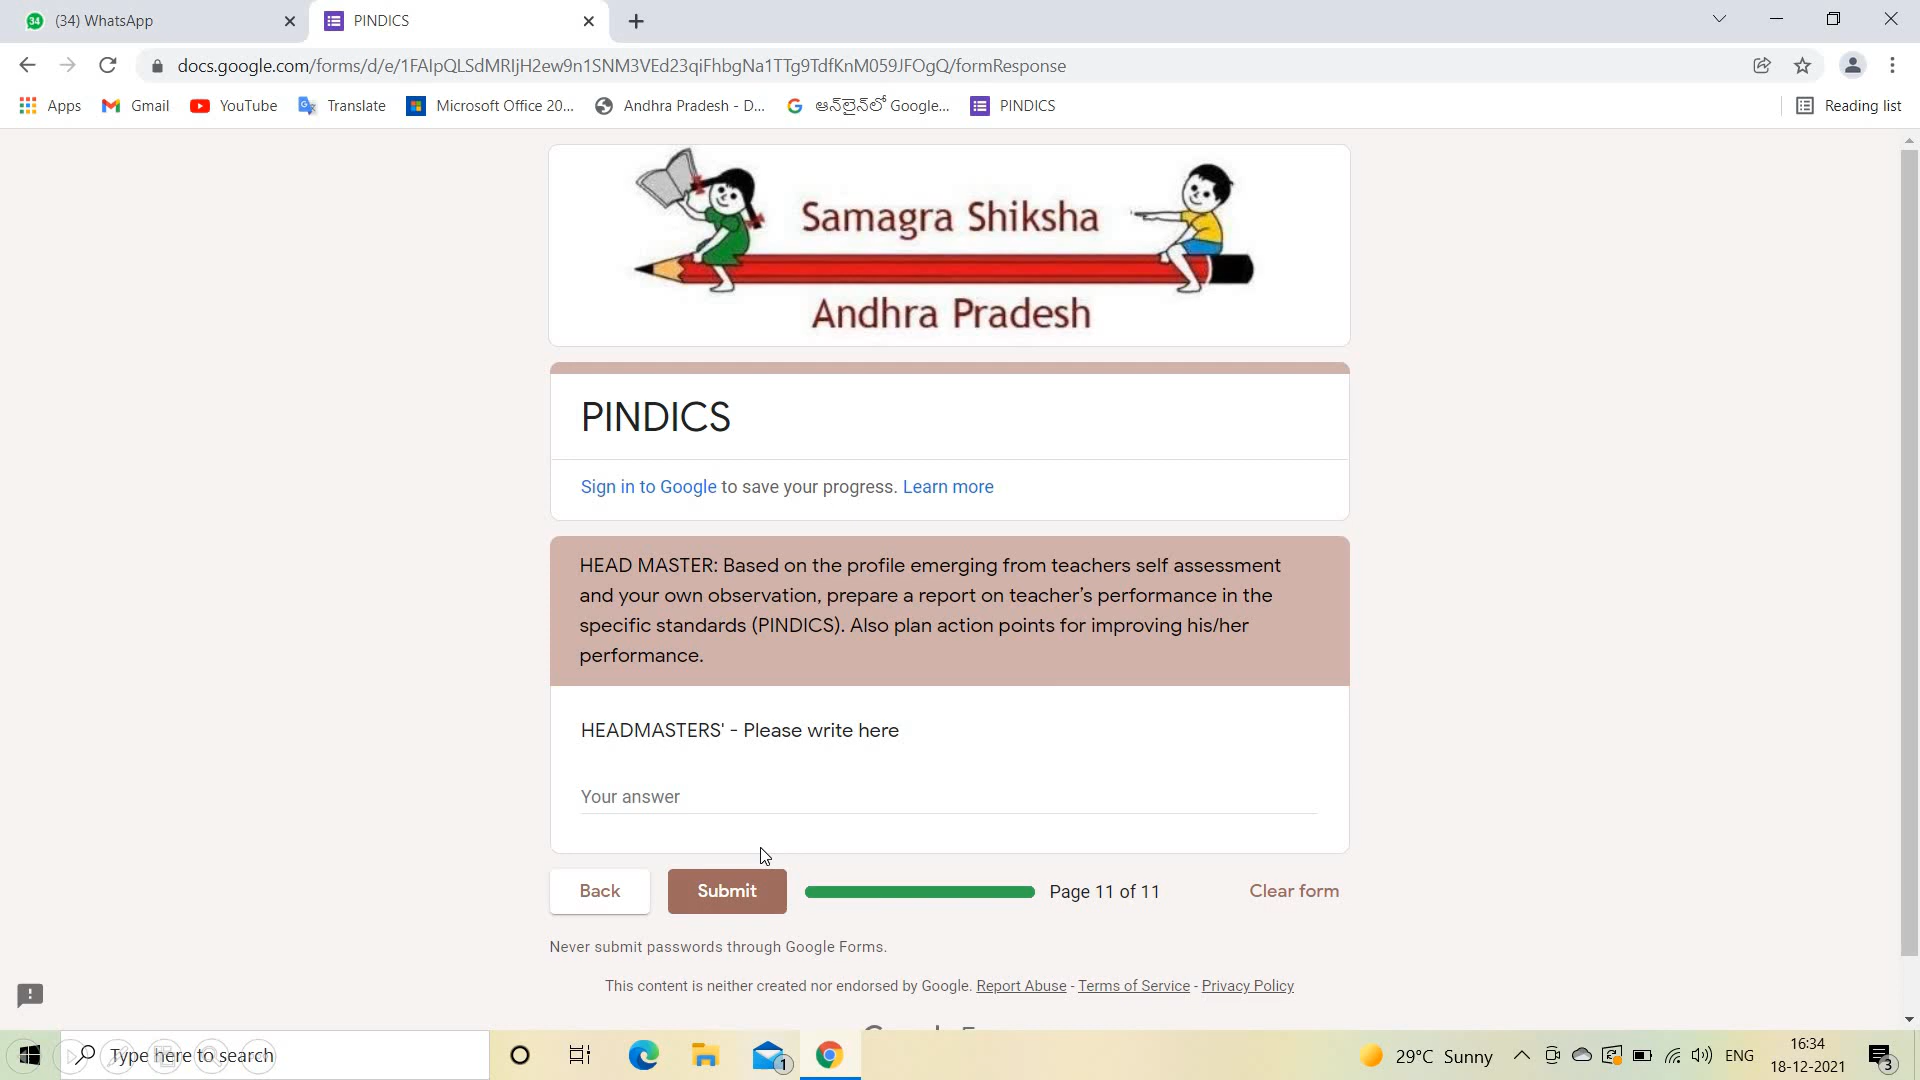 34
(34) WhatsApp
PINDICS
docs.google.com/forms/d/e/1FAIpQLSdMRIjH2ew9n1SNM3VEd23qiFhbgNa1TTg9TdfKnM059JFOgQ/formResponse
Apps
Gmail
YouTube
Translate
Microsoft Office 20...
Andhra Pradesh - D...
ఆన్‌లైన్‌లో Google...
PINDICS
Reading list
Samagra Shiksha
Andhra Pradesh
PINDICS
Sign in to Google to save your progress. Learn more
HEAD MASTER: Based on the profile emerging from teachers self assessment
and your own observation, prepare a report on teacher’s performance in the
specific standards (PINDICS). Also plan action points for improving his/her
performance.
HEADMASTERS' - Please write here
Your answer
Back
Submit
Page 11 of 11
Clear form
Never submit passwords through Google Forms.
This content is neither created nor endorsed by Google. Report Abuse - Terms of Service - Privacy Policy
Type here to search
1
29°C Sunny
ENG
16:34
18-12-2021
3